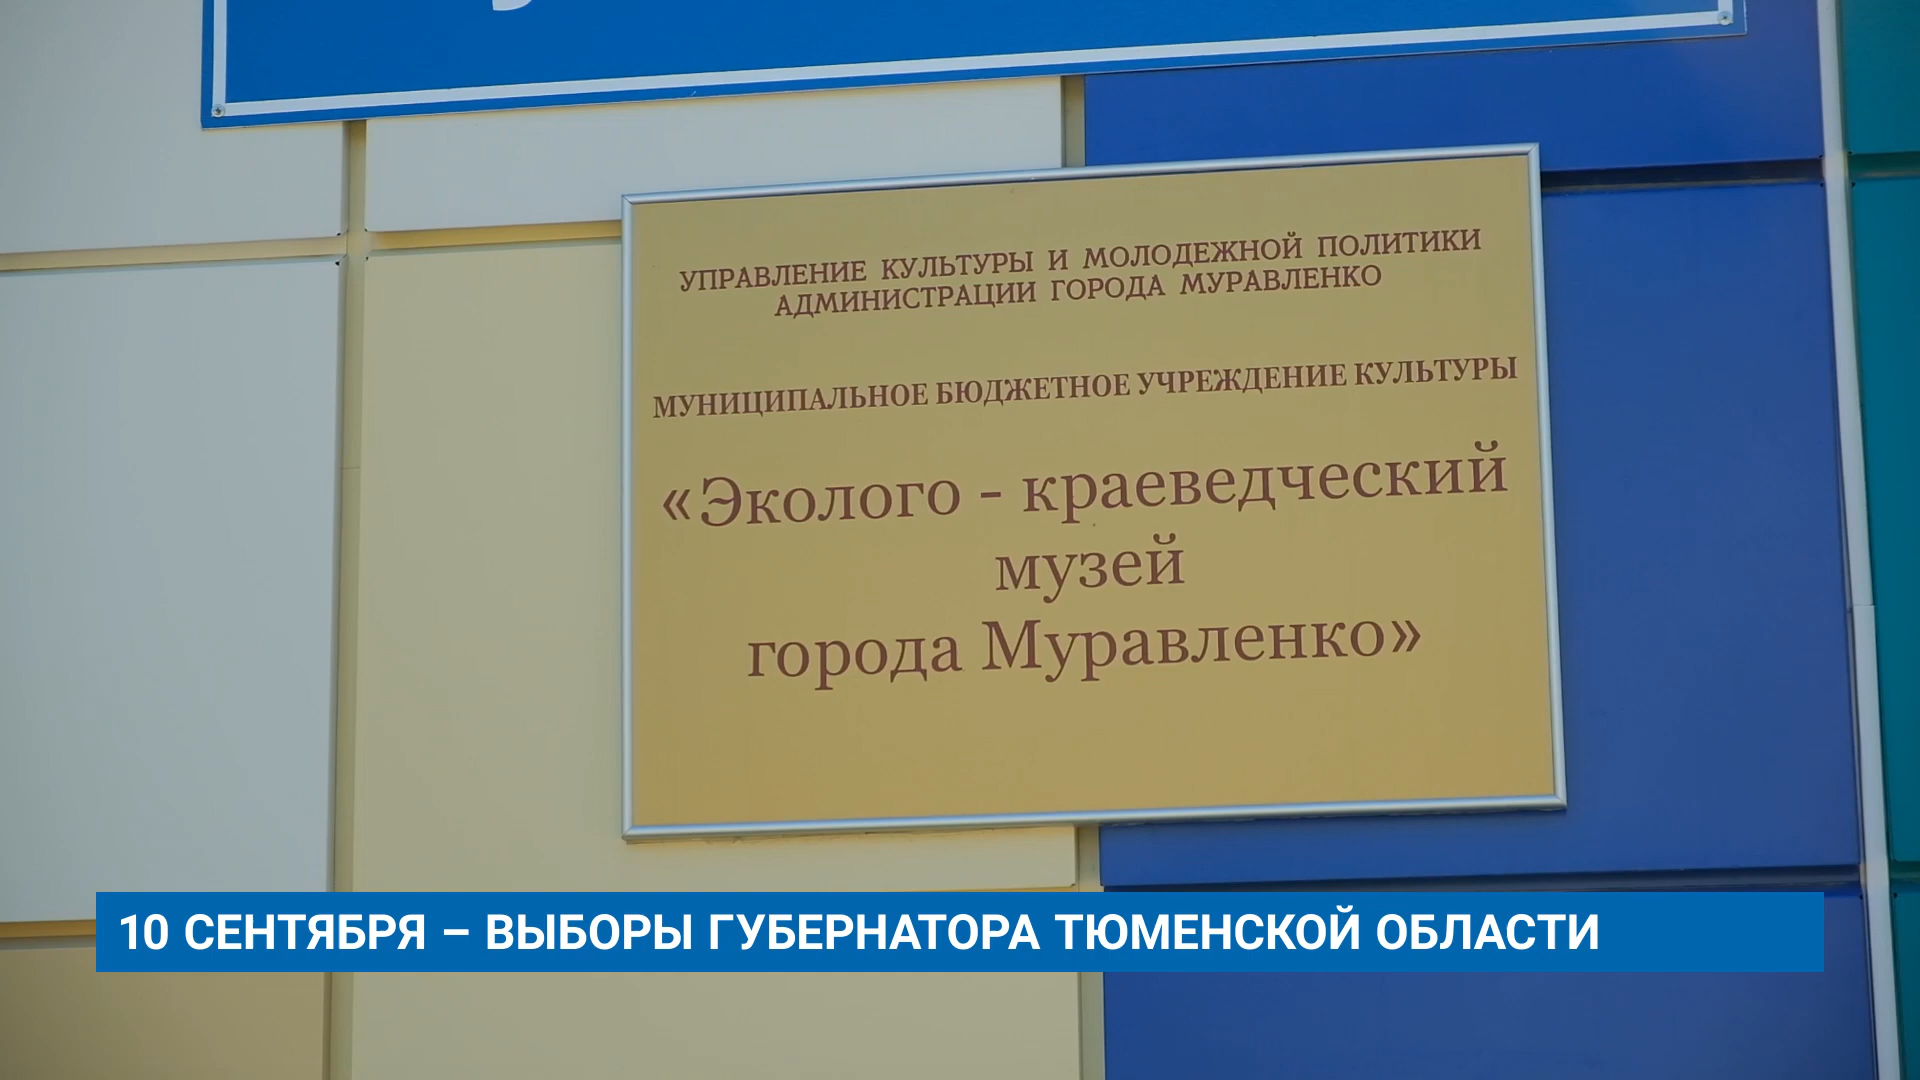 УПРАВЛЕНИЕ КУЛЬТУРЫ И МОЛОДЕЖНОЙ ПОЛИТИКИ
АДМИНИСТРАЦИИ ГОРОДА МУРАВЛЕНКО
МУНИЦИПАЛЬНОЕ БЮДЖЕТНОЕ УЧРЕЖДЕНИЕ КУЛЬТУРЫ
«Эколого - краеведческий
музей
города Муравленко»
10 СЕНТЯБРЯ – ВЫБОРЫ ГУБЕРНАТОРА ТЮМЕНСКОЙ ОБЛАСТИ